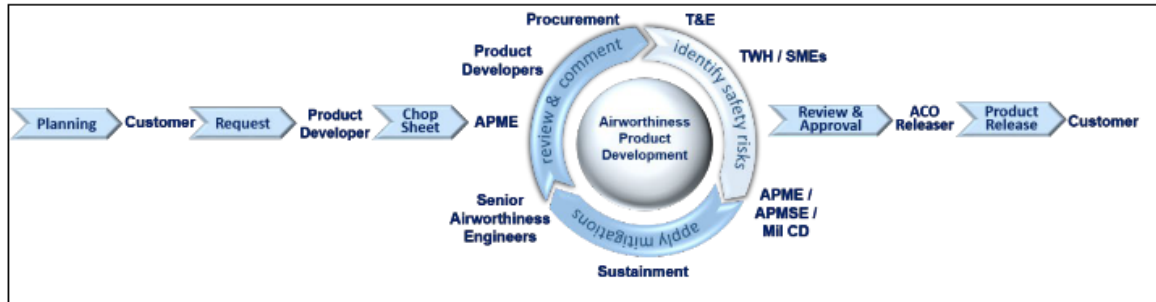 Planning
Customer
Request
Product
Developer
Chop
Sheet
APME
Procurement
T&E
Product
Developers
TWH / SMEs
review & comment
identify safety risks
apply mitigations
Airworthiness
Product
Development
Senior
Airworthiness
Engineers
APME /
APMSE /
Mil CD
Sustainment
Review &
Approval
ACO
Releaser
Product
Release
Customer